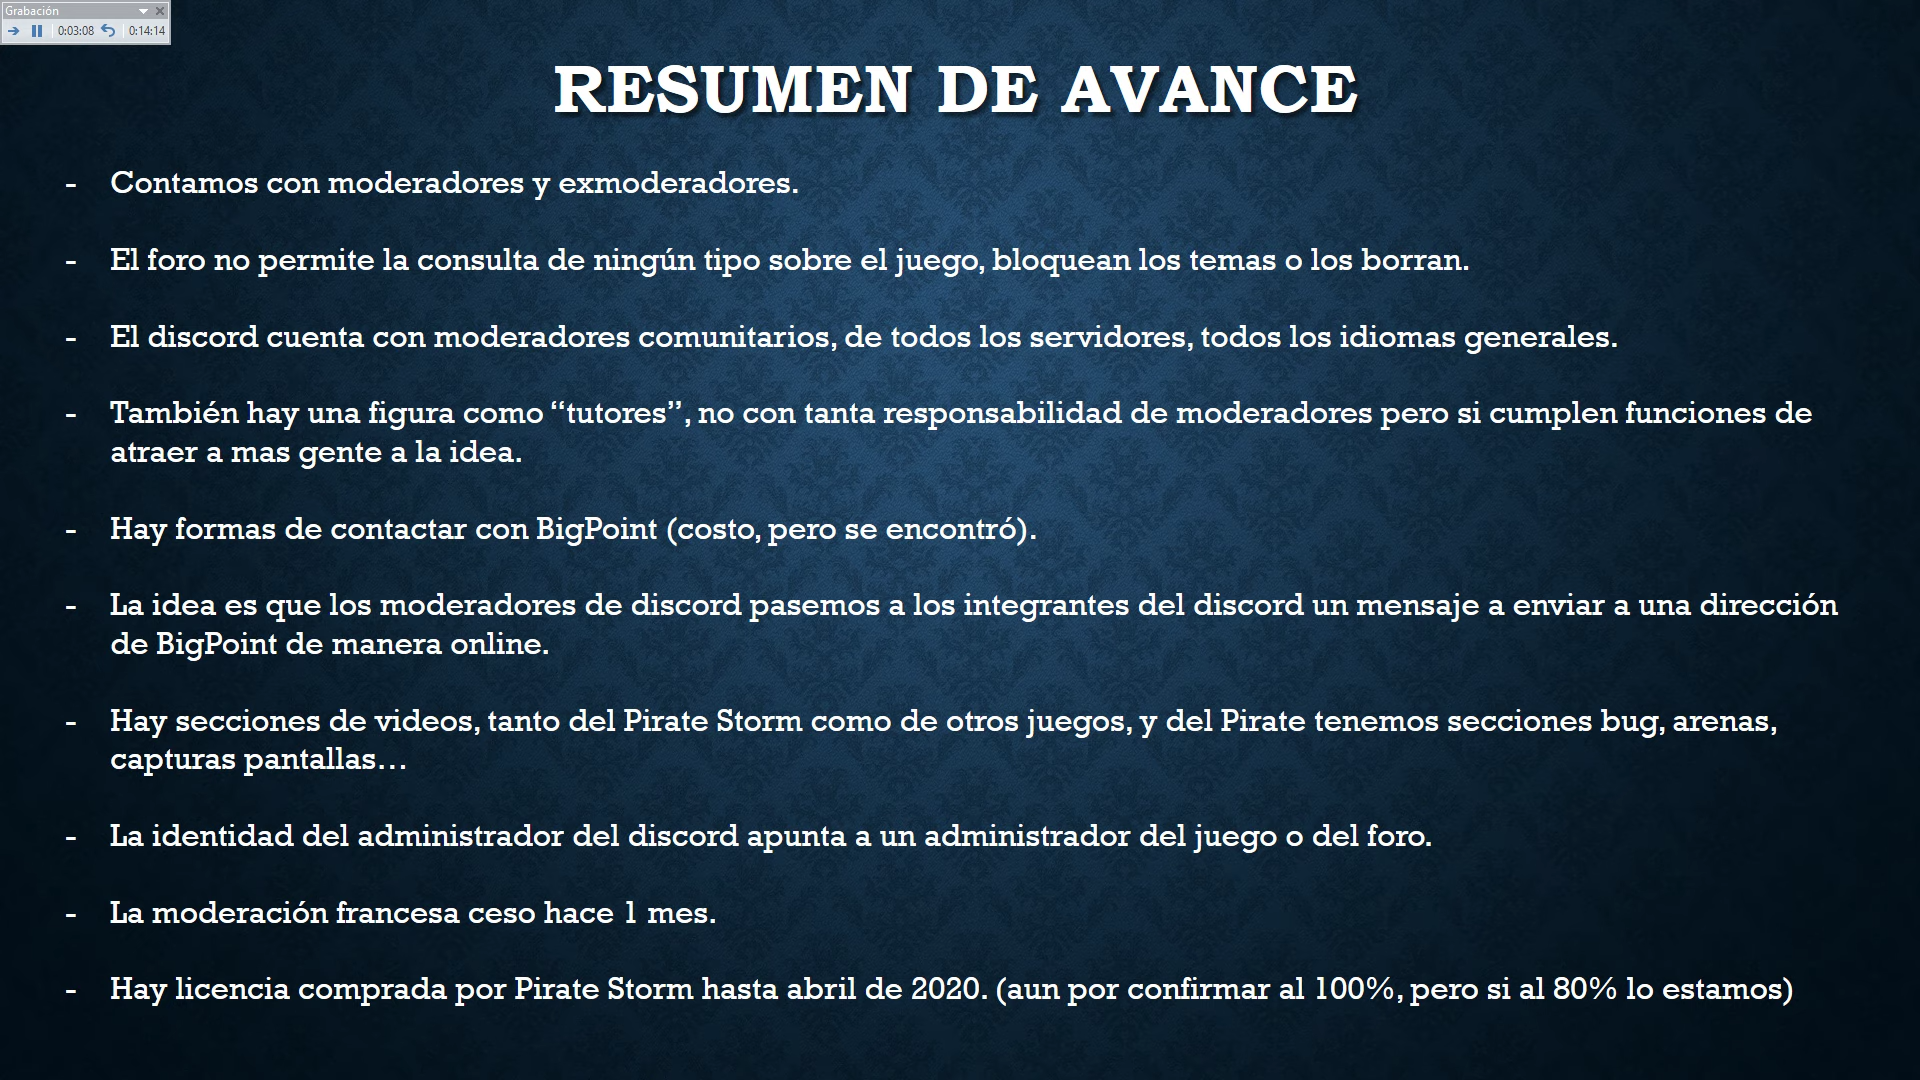 Grabación
0:03:08 0:14:14
RESUMEN DE AVANCE
- Contamos con moderadores y exmoderadores.
- El foro no permite la consulta de ningún tipo sobre el juego, bloquean los temas o los borran.
- El discord cuenta con moderadores comunitarios, de todos los servidores, todos los idiomas generales.
- También hay una figura como “tutores”, no con tanta responsabilidad de moderadores pero si cumplen funciones de
atraer a mas gente a la idea.
- Hay formas de contactar con BigPoint (costo, pero se encontró).
- La idea es que los moderadores de discord pasemos a los integrantes del discord un mensaje a enviar a una dirección
de BigPoint de manera online.
- Hay secciones de videos, tanto del Pirate Storm como de otros juegos, y del Pirate tenemos secciones bug, arenas,
capturas pantallas…
- La identidad del administrador del discord apunta a un administrador del juego o del foro.
- La moderación francesa ceso hace 1 mes.
- Hay licencia comprada por Pirate Storm hasta abril de 2020. (aun por confirmar al 100%, pero si al 80% lo estamos)